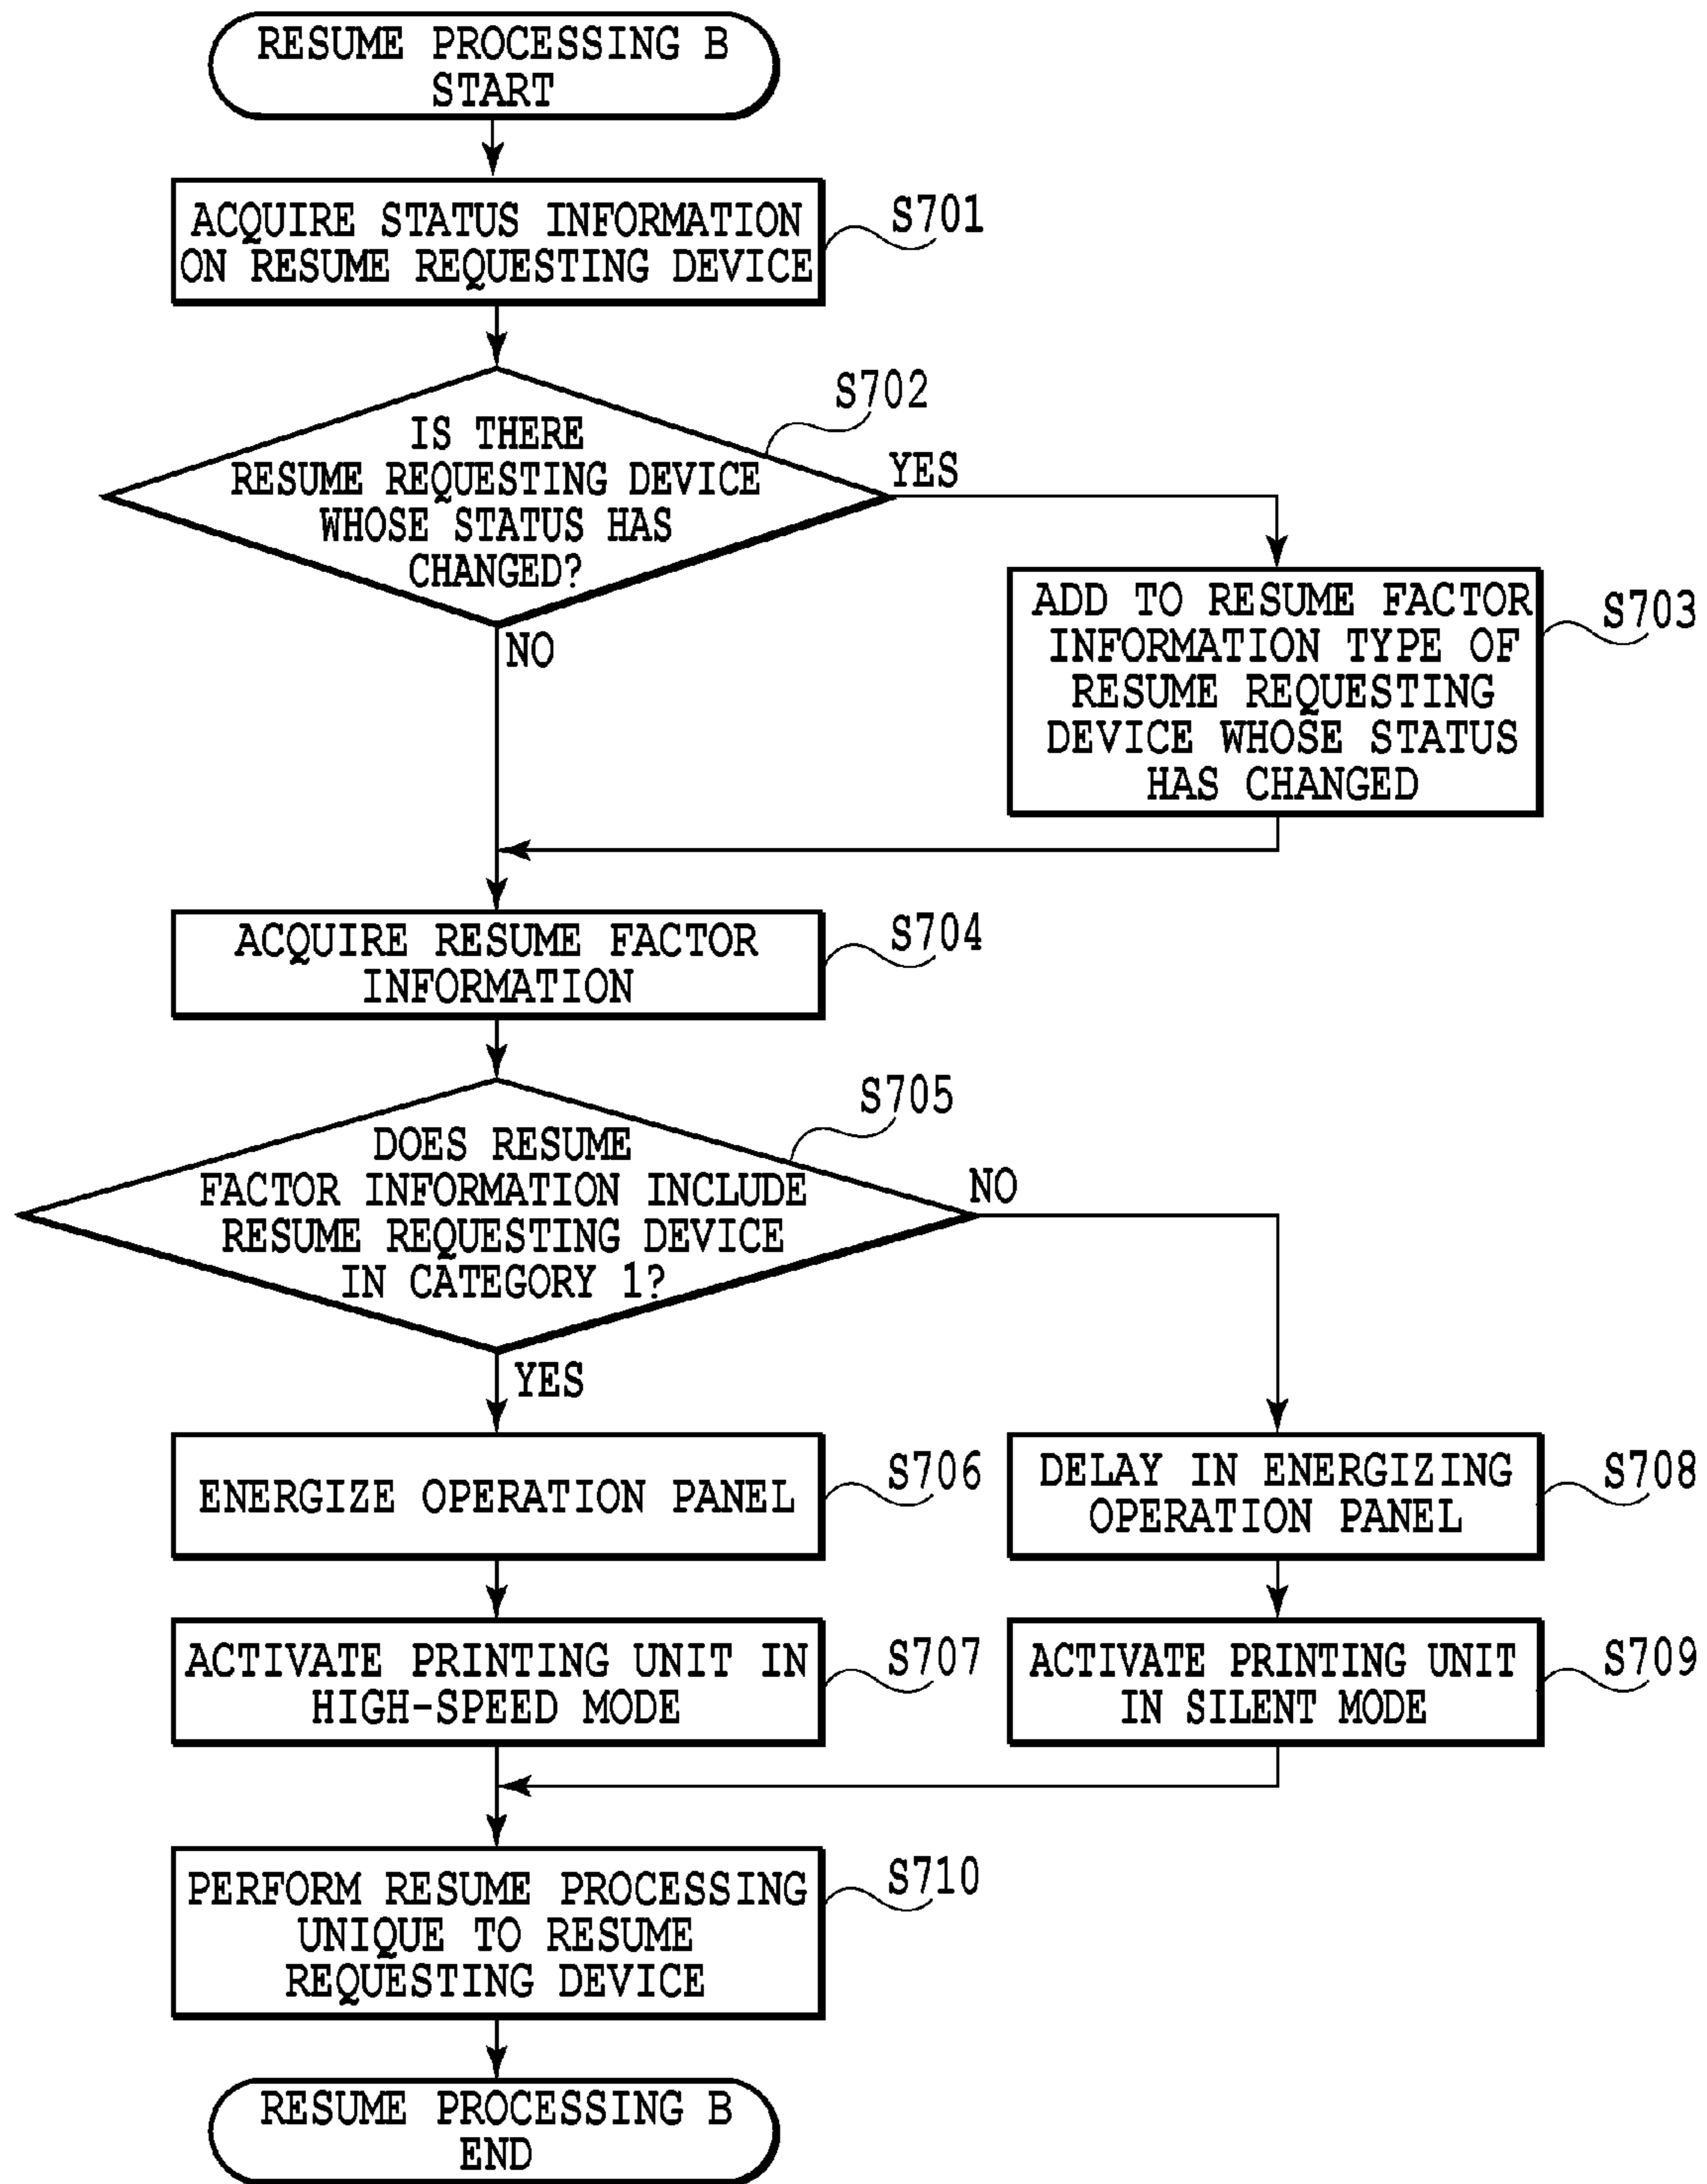 RESUME PROCESSING B
START
ACQUIRE STATUS INFORMATION
ON RESUME REQUESTING DEVICE
S701
S702
IS THERE
RESUME REQUESTING DEVICE
WHOSE STATUS HAS
CHANGED?
YES
NO
ADD TO RESUME FACTOR
INFORMATION TYPE OF
RESUME REQUESTING
DEVICE WHOSE STATUS
HAS CHANGED
S703
ACQUIRE RESUME FACTOR
INFORMATION
S704
S705
DOES RESUME
FACTOR INFORMATION INCLUDE
RESUME REQUESTING DEVICE
IN CATEGORY 1?
NO
YES
ENERGIZE OPERATION PANEL
S706
DELAY IN ENERGIZING
OPERATION PANEL
S708
ACTIVATE PRINTING UNIT IN
HIGH-SPEED MODE
S707
ACTIVATE PRINTING UNIT
IN SILENT MODE
S709
PERFORM RESUME PROCESSING
UNIQUE TO RESUME
REQUESTING DEVICE
S710
RESUME PROCESSING B
END